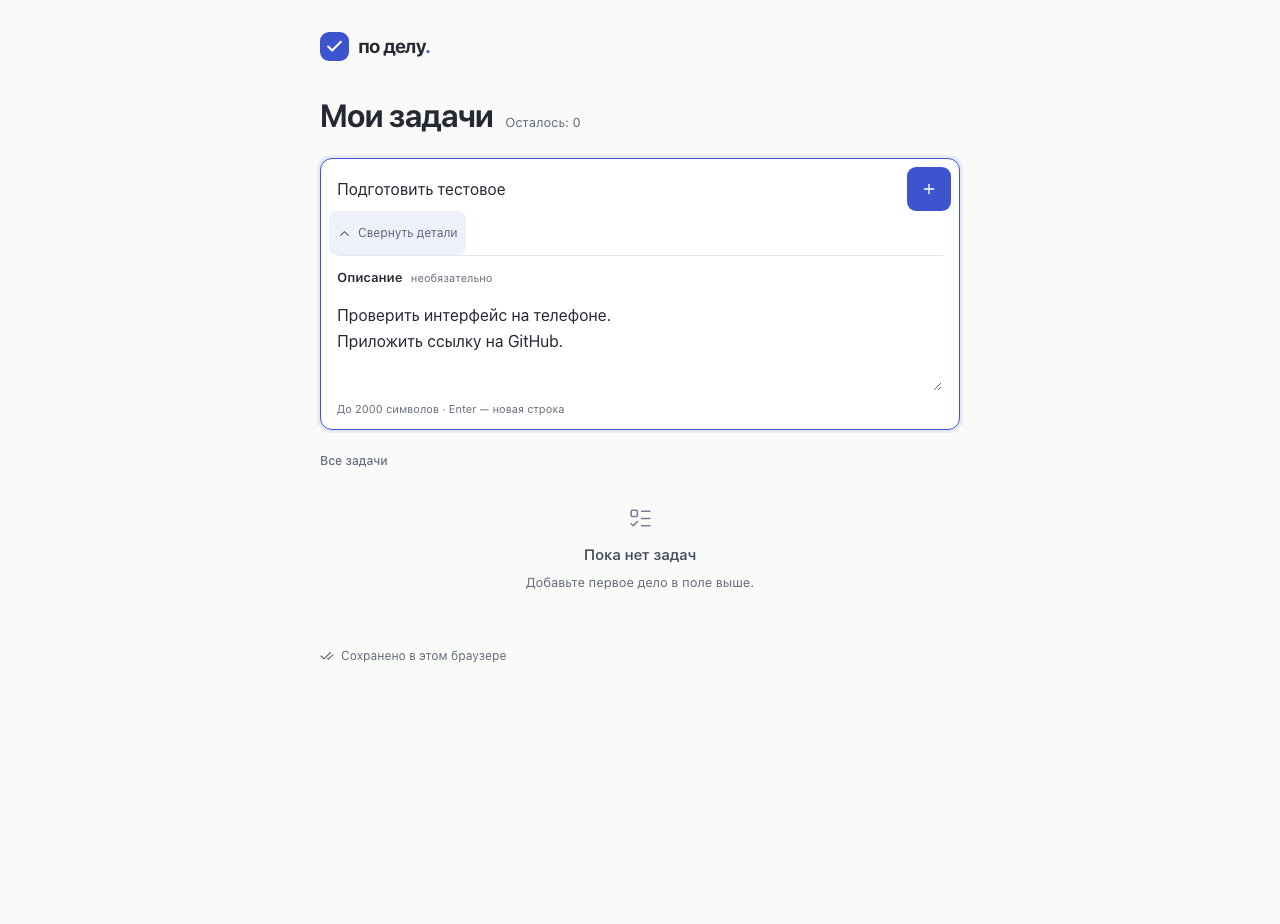 по делу.
Мои задачи Осталось: 0
Подготовить тестовое
Свернуть детали
Описание необязательно
Проверить интерфейс на телефоне.
Приложить ссылку на GitHub.
До 2000 символов · Enter — новая строка
Все задачи
Пока нет задач
Добавьте первое дело в поле выше.
Сохранено в этом браузере